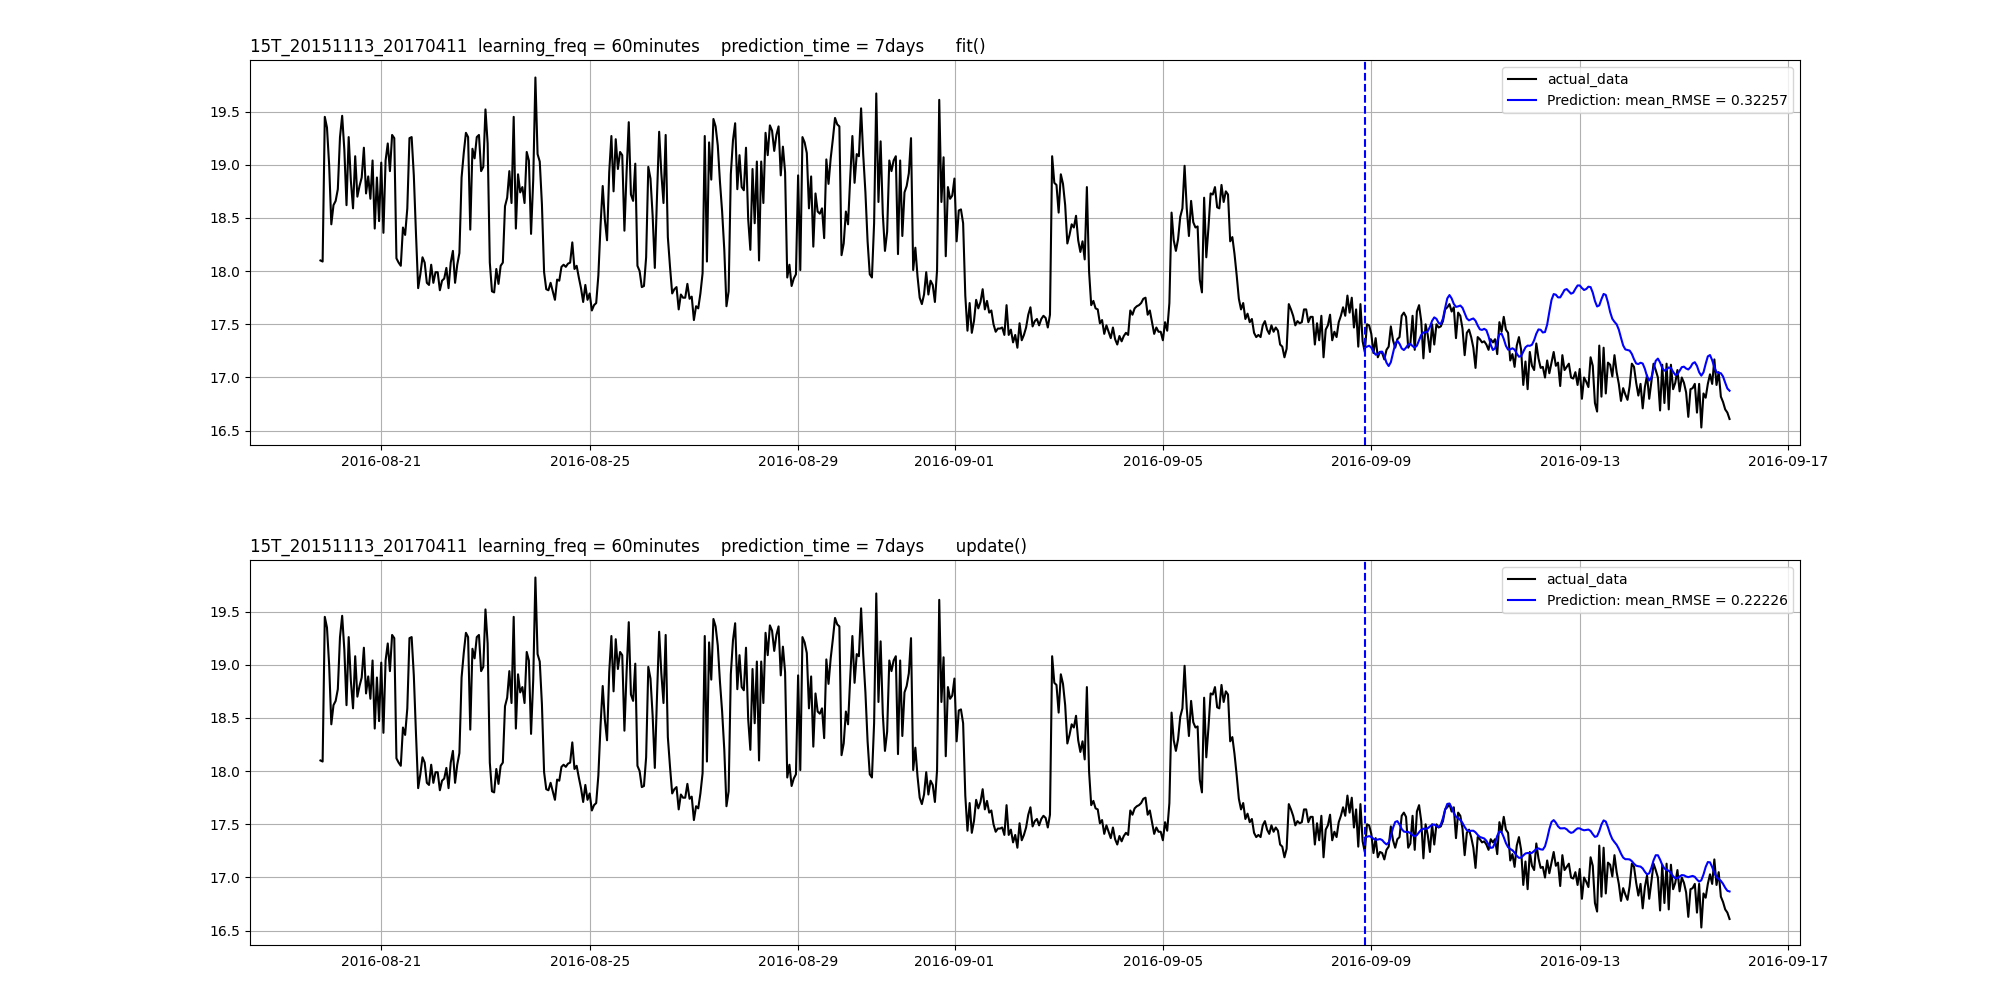 15T_20151113_20170411  learning_freq = 60minutes    prediction_time = 7days      fit()
actual_data
Prediction: mean_RMSE = 0.32257
19.5
19.0
18.5
18.0
17.5
17.0
16.5
2016-08-21 2016-08-25 2016-08-29 2016-09-01 2016-09-05 2016-09-09 2016-09-13 2016-09-17
15T_20151113_20170411  learning_freq = 60minutes    prediction_time = 7days      update()
actual_data
Prediction: mean_RMSE = 0.22226
19.5
19.0
18.5
18.0
17.5
17.0
16.5
2016-08-21 2016-08-25 2016-08-29 2016-09-01 2016-09-05 2016-09-09 2016-09-13 2016-09-17